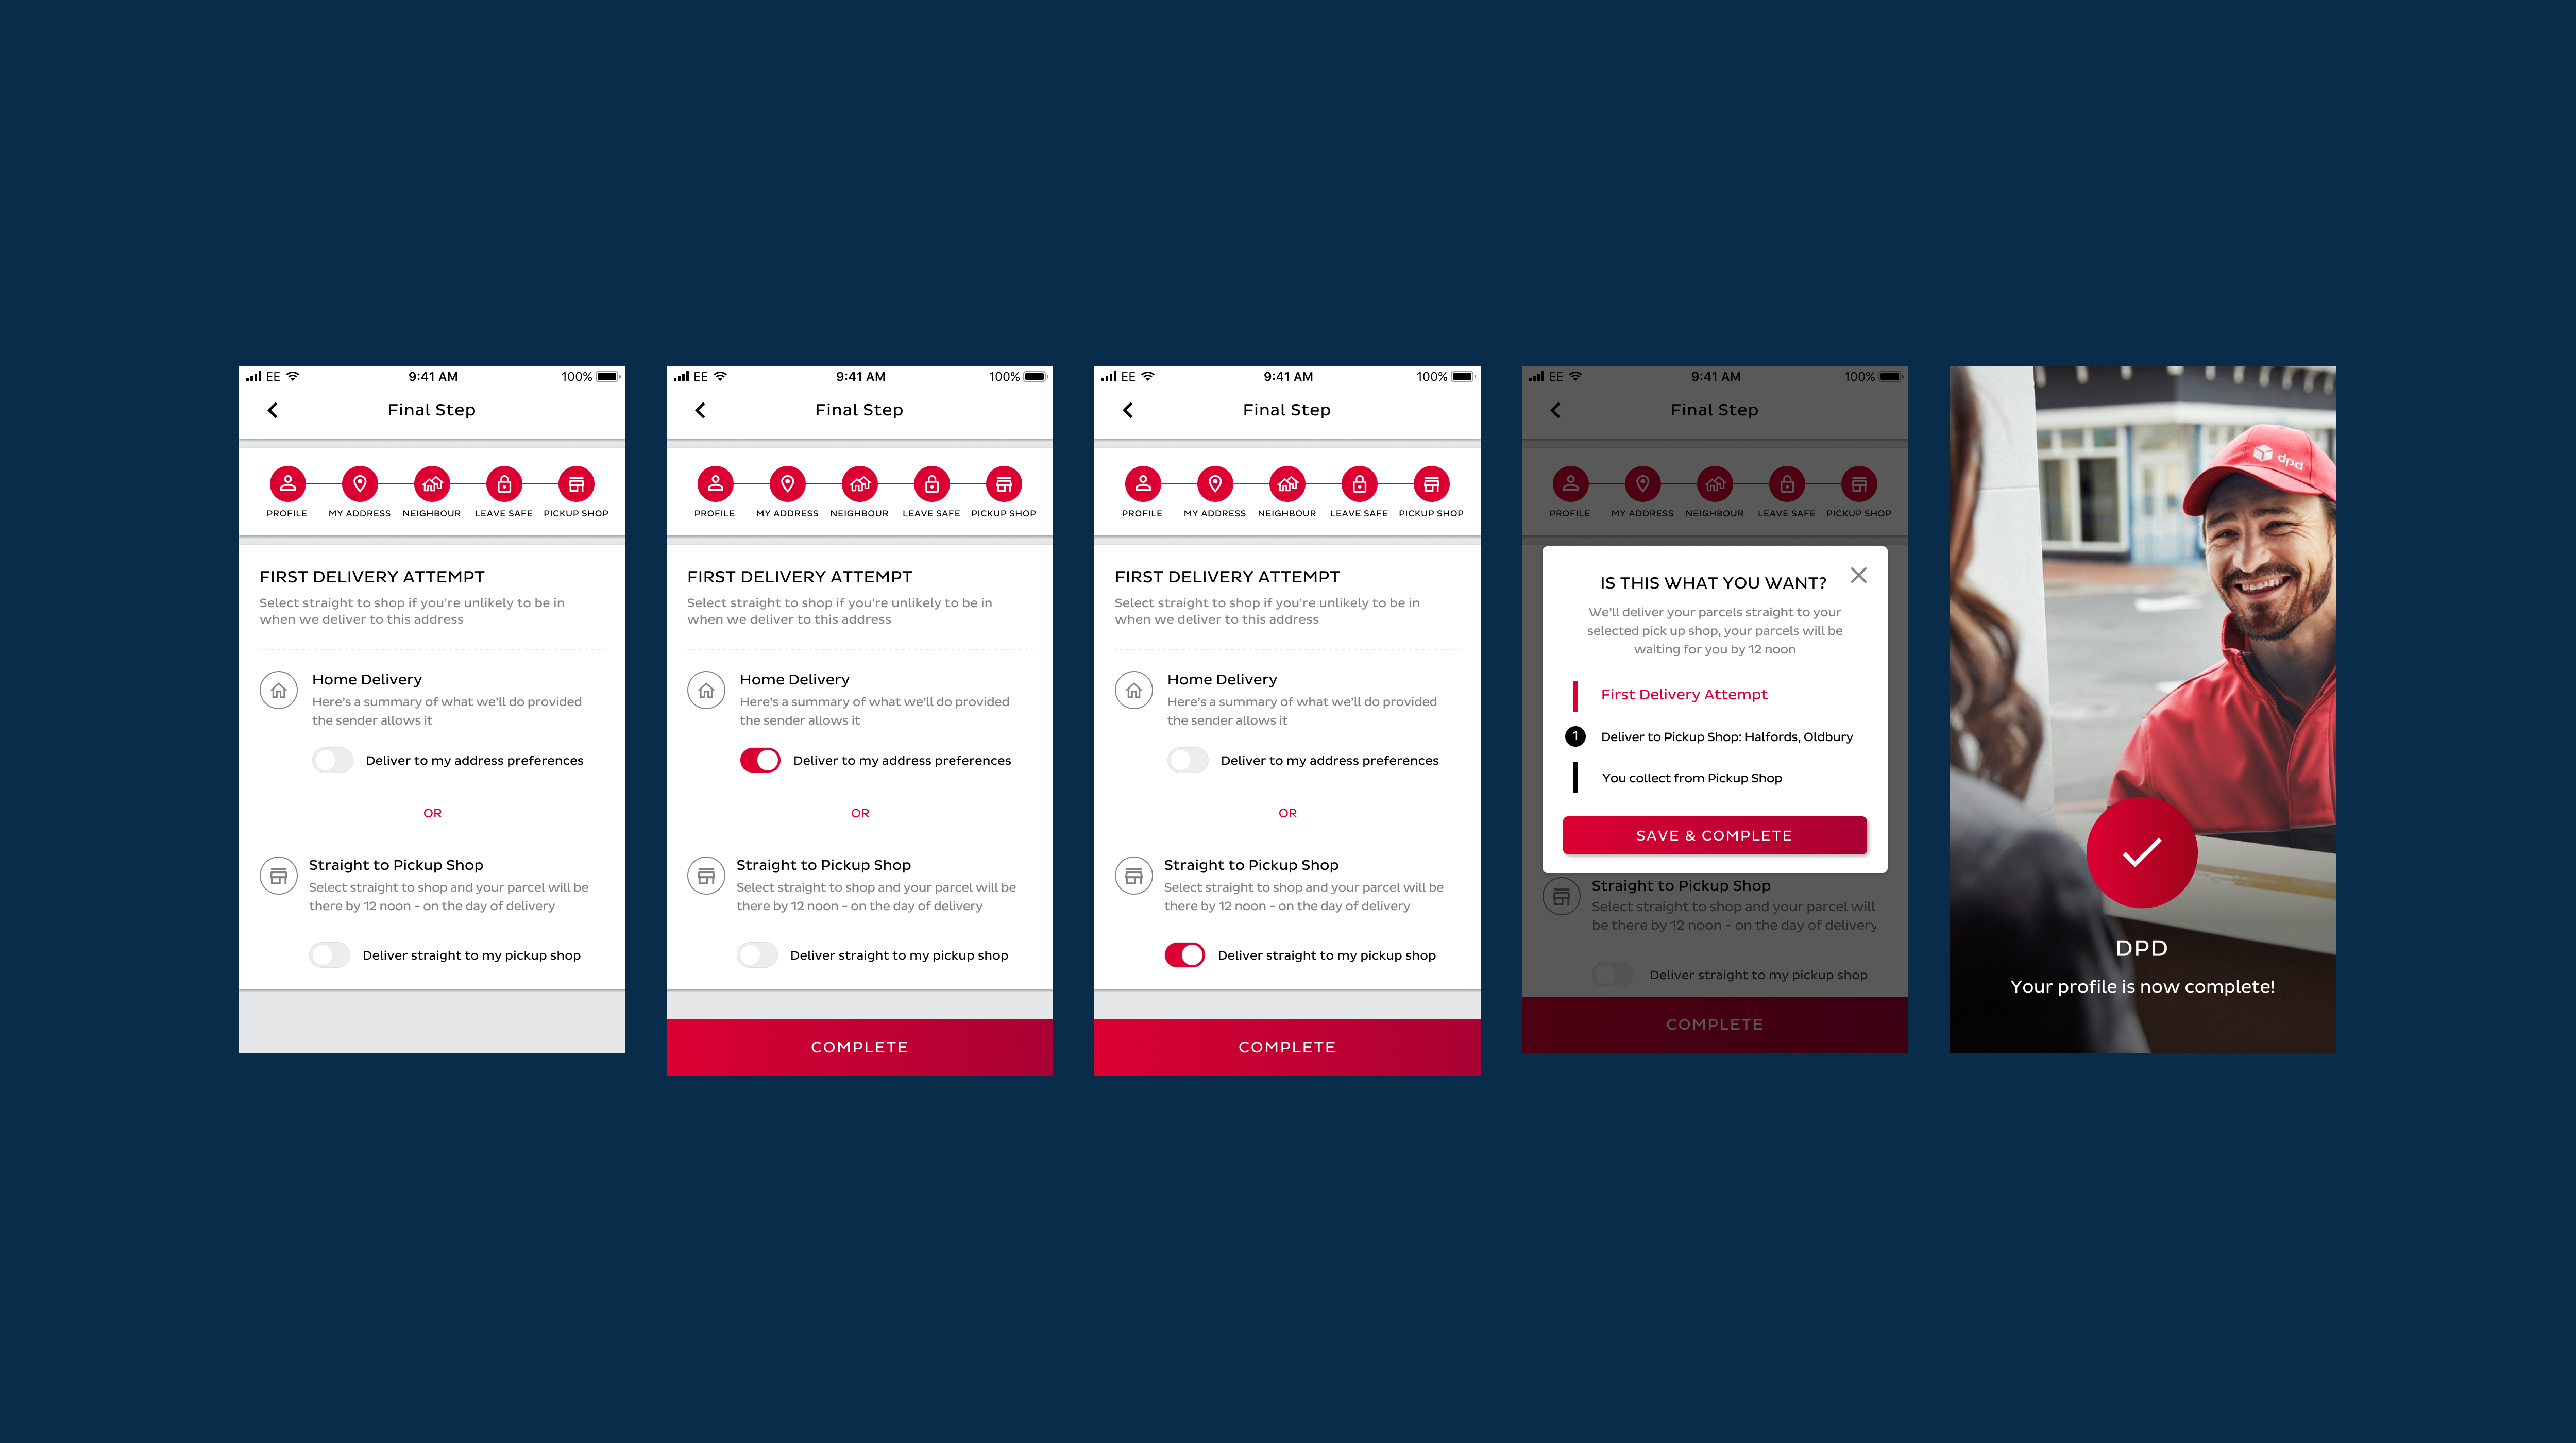 EE
9:41 AM
100%
Final Step
PROFILE
MY ADDRESS
NEIGHBOUR
LEAVE SAFE
PICKUP SHOP
FIRST DELIVERY ATTEMPT
Select straight to shop if you're unlikely to be in
when we deliver to this address
Home Delivery
Here's a summary of what we'll do provided
the sender allows it
Deliver to my address preferences
OR
Straight to Pickup Shop
Select straight to shop and your parcel will be
there by 12 noon - on the day of delivery
Deliver straight to my pickup shop
EE
9:41 AM
100%
Final Step
PROFILE
MY ADDRESS
NEIGHBOUR
LEAVE SAFE
PICKUP SHOP
FIRST DELIVERY ATTEMPT
Select straight to shop if you're unlikely to be in
when we deliver to this address
Home Delivery
Here's a summary of what we'll do provided
the sender allows it
Deliver to my address preferences
OR
Straight to Pickup Shop
Select straight to shop and your parcel will be
there by 12 noon - on the day of delivery
Deliver straight to my pickup shop
COMPLETE
EE
9:41 AM
100%
Final Step
PROFILE
MY ADDRESS
NEIGHBOUR
LEAVE SAFE
PICKUP SHOP
FIRST DELIVERY ATTEMPT
Select straight to shop if you're unlikely to be in
when we deliver to this address
Home Delivery
Here's a summary of what we'll do provided
the sender allows it
Deliver to my address preferences
OR
Straight to Pickup Shop
Select straight to shop and your parcel will be
there by 12 noon - on the day of delivery
Deliver straight to my pickup shop
COMPLETE
EE
9:41 AM
100%
Final Step
PROFILE
MY ADDRESS
NEIGHBOUR
LEAVE SAFE
PICKUP SHOP
IS THIS WHAT YOU WANT?
We'll deliver your parcels straight to your
selected pick up shop, your parcels will be
waiting for you by 12 noon
First Delivery Attempt
1
Deliver to Pickup Shop: Halfords, Oldbury
You collect from Pickup Shop
SAVE & COMPLETE
Straight to Pickup Shop
Select straight to shop and your parcel will
be there by 12 noon - on the day of delivery
Deliver straight to my pickup shop
COMPLETE
dpd
DPD
Your profile is now complete!